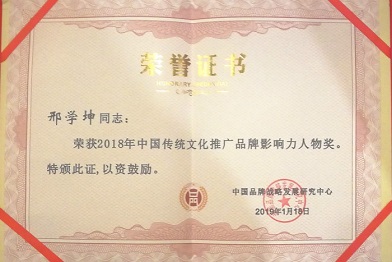 荣誉证书
邢学坤 同志：
荣获2018年中国传统文化推广品牌影响力人物奖。
特颁此证,以资鼓励。
中国品牌战略发展研究中心
2019年1月16日